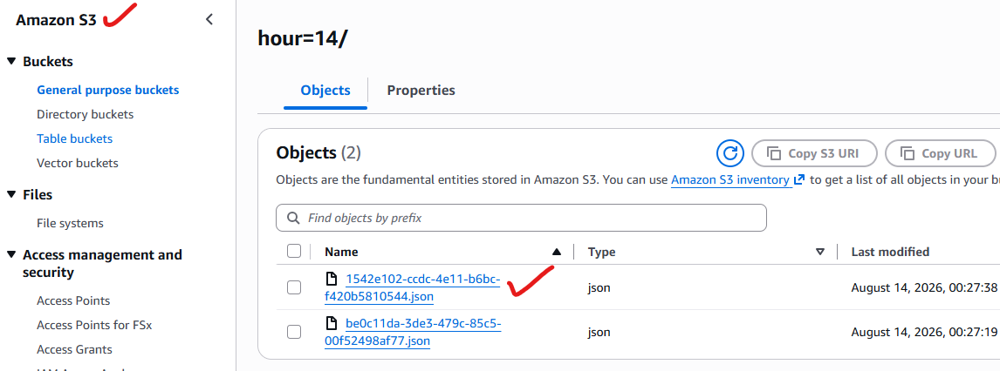 Amazon S3
Buckets
General purpose buckets
Directory buckets
Table buckets
Vector buckets
Files
File systems
Access management and
security
Access Points
Access Points for FSx
Access Grants
hour=14/
Objects
Properties
Objects (2)
Copy S3 URI
Copy URL
Objects are the fundamental entities stored in Amazon S3. You can use Amazon S3 inventory to get a list of all objects in your
Find objects by prefix
Name Type Last modified
1542e102-ccdc-4e11-b6bc-
f420b5810544.json
json
August 14, 2026, 00:27:38
be0c11da-3de3-479c-85c5-
00f52498af77.json
json
August 14, 2026, 00:27:19